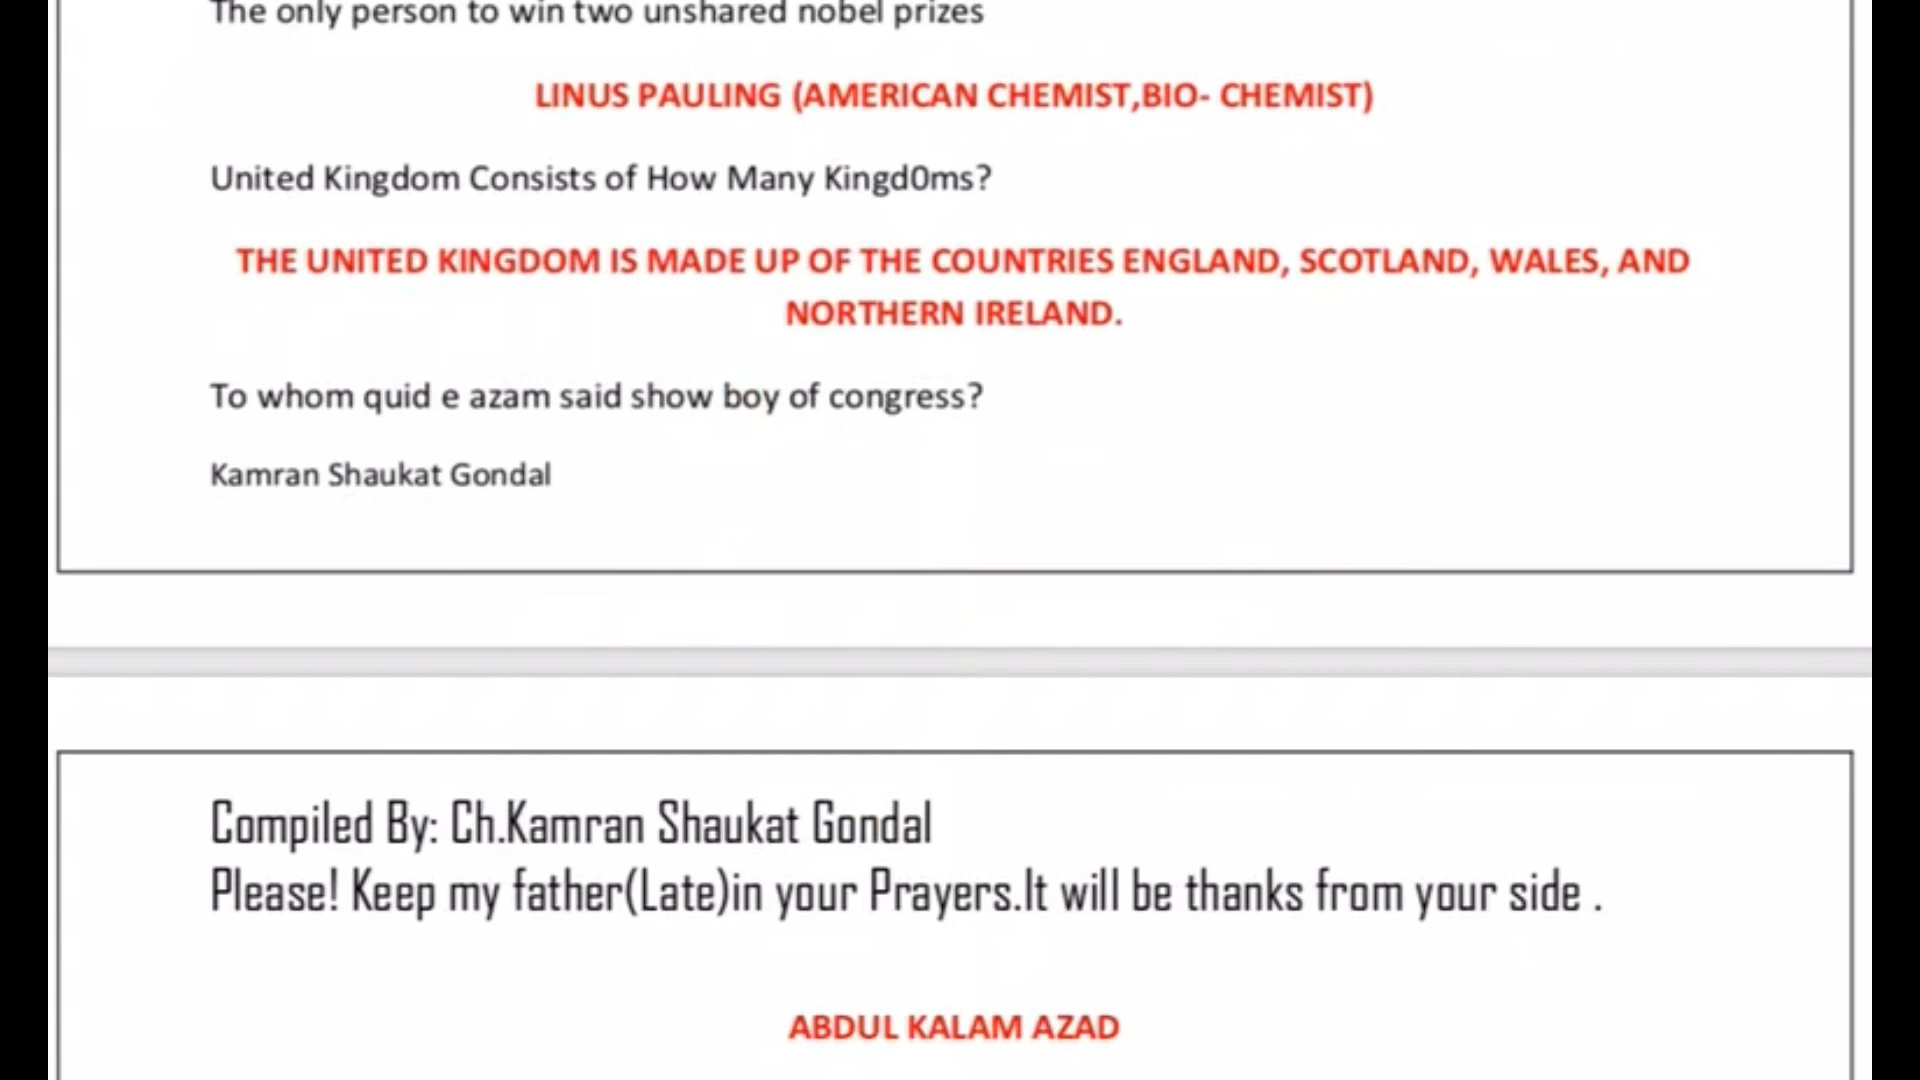 The only person to win two unshared nobel prizes
LINUS PAULING (AMERICAN CHEMIST,BIO- CHEMIST)
United Kingdom Consists of How Many Kingd0ms?
THE UNITED KINGDOM IS MADE UP OF THE COUNTRIES ENGLAND, SCOTLAND, WALES, AND
NORTHERN IRELAND.
To whom quid e azam said show boy of congress?
Kamran Shaukat Gondal
Compiled By: Ch.Kamran Shaukat Gondal
Please! Keep my father(Late)in your Prayers.It will be thanks from your side .
ABDUL KALAM AZAD